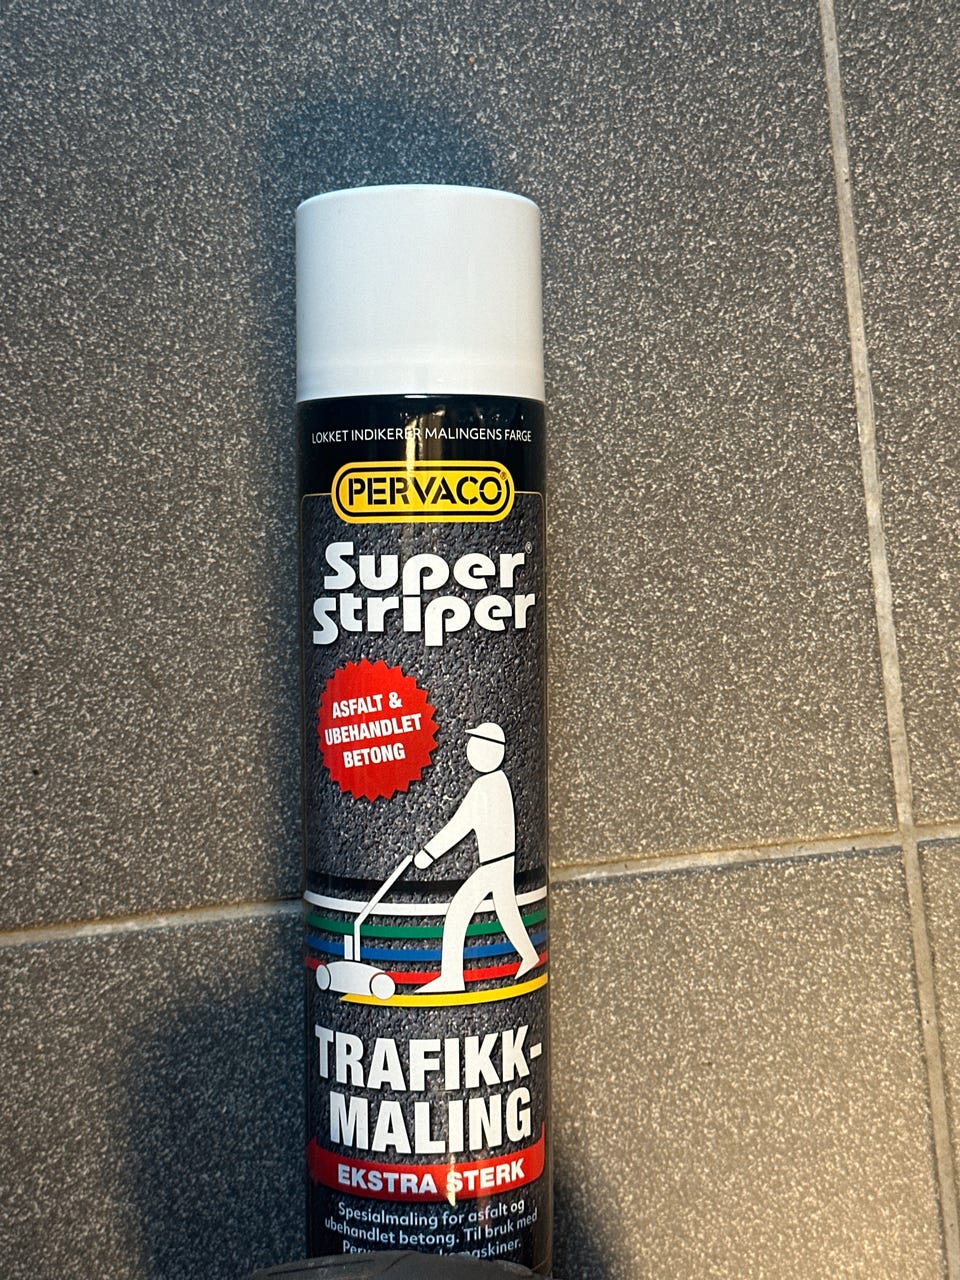 LOKKET INDIKERER MALINGENS FARGE
PERVACO®
Super®
striper
ASFALT &
UBEHANDLET
BETONG
TRAFIKK-
MALING
EKSTRA STERK
Spesialmaling for asfalt og
ubehandlet betong. Til bruk med